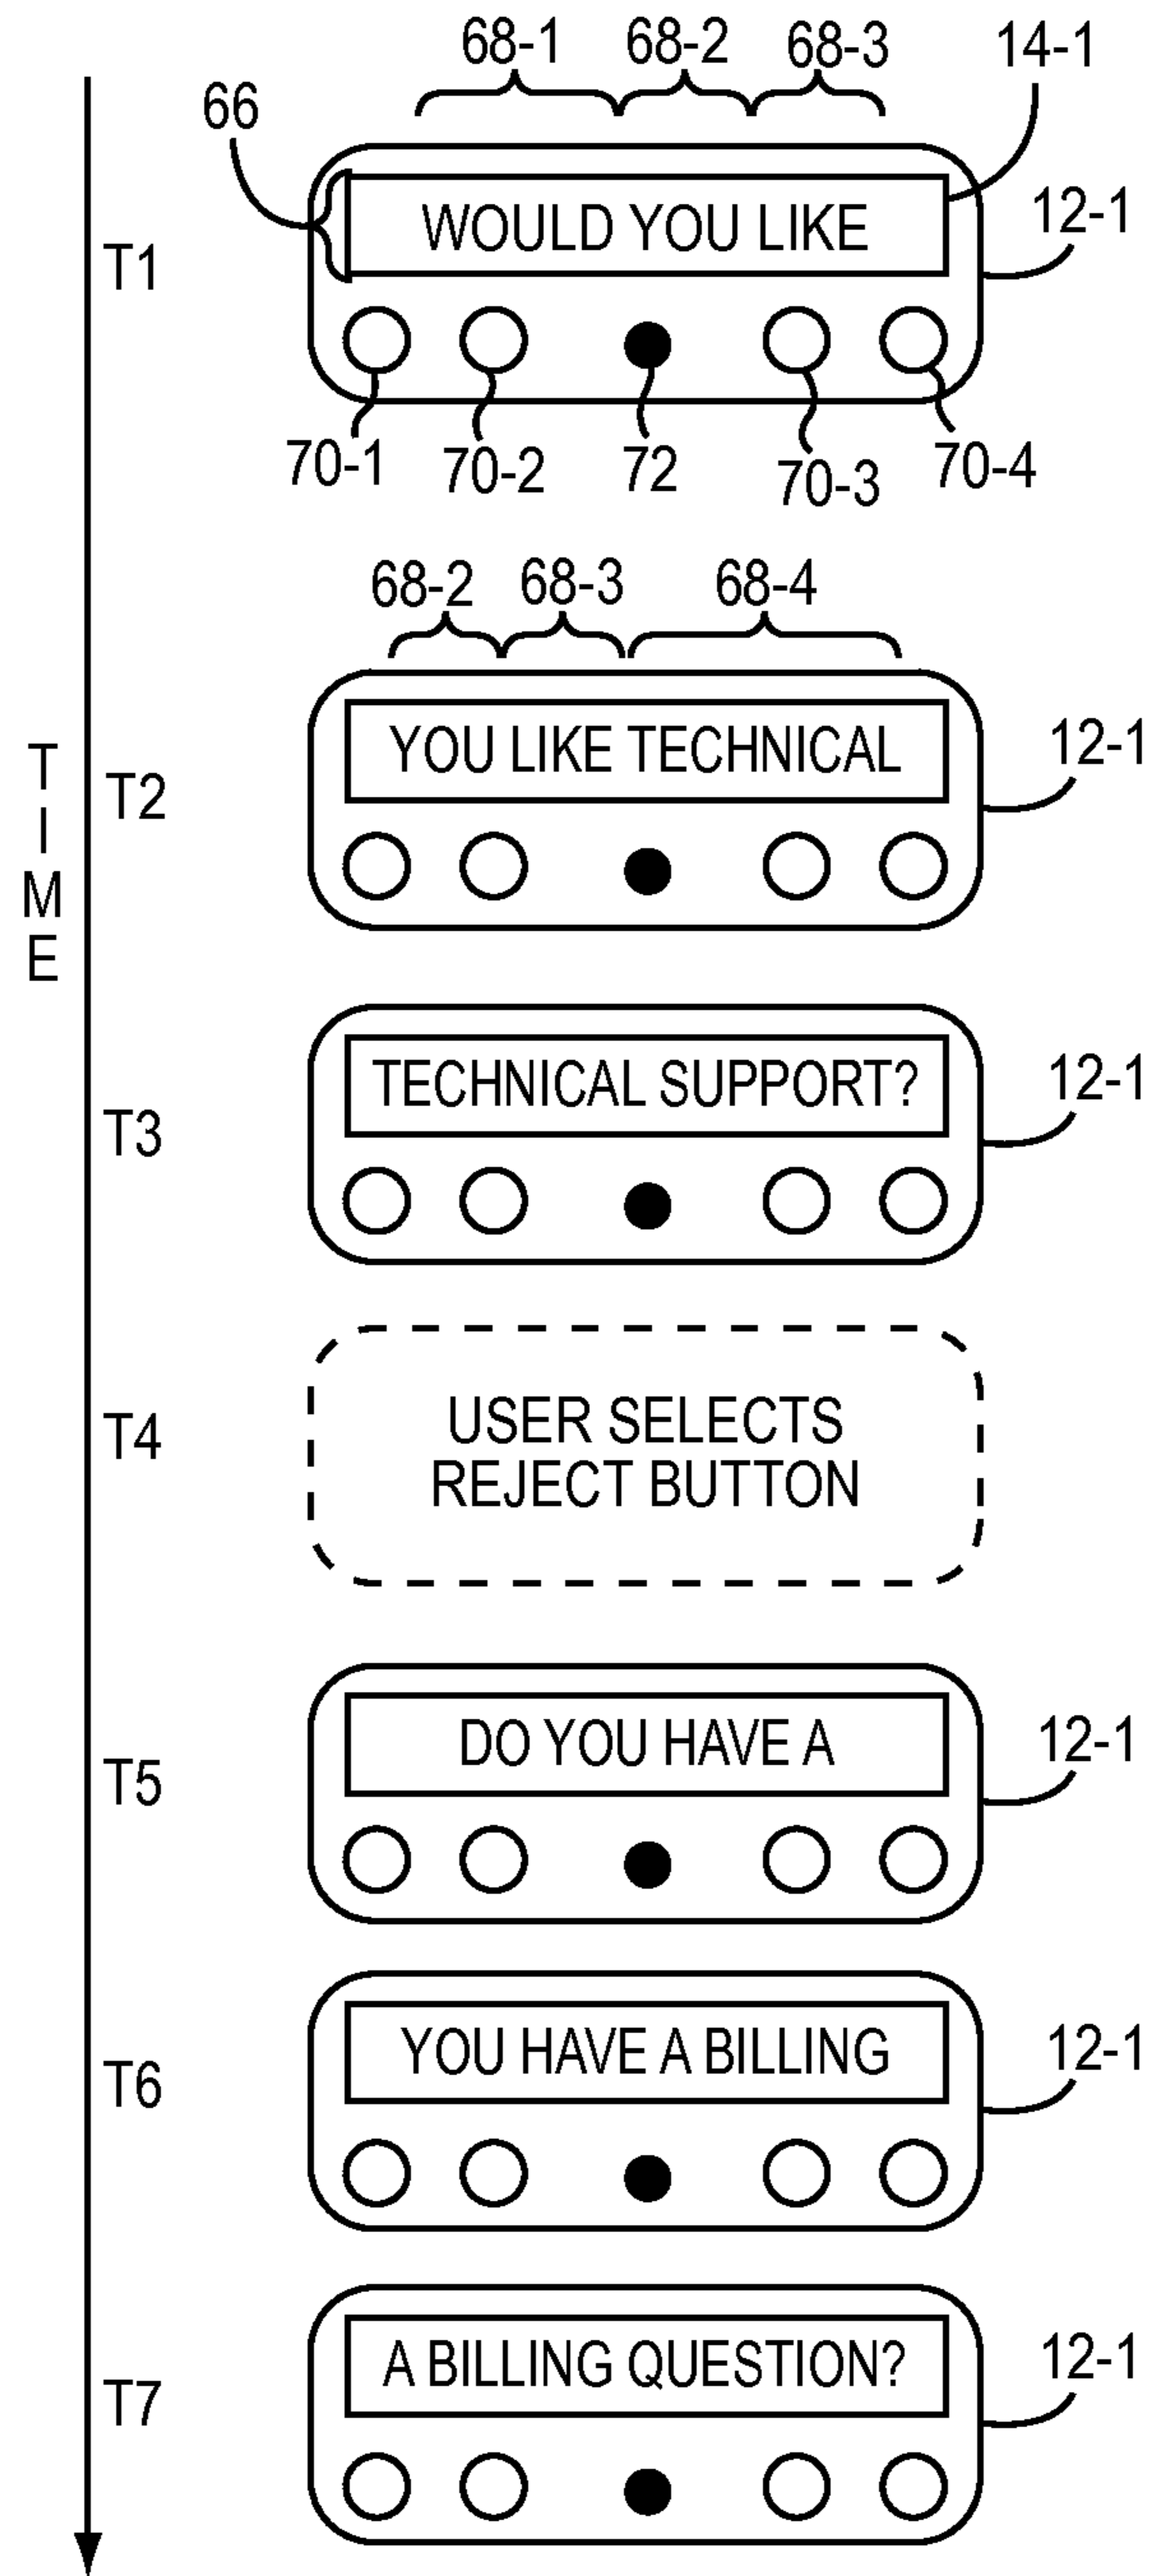 68-1 68-2 68-3 14-1
66
12-1
WOULD YOU LIKE
T1
70-1 70-2 72 70-3 70-4
68-2 68-3 68-4
12-1
YOU LIKE TECHNICAL
T2
TIME
12-1
TECHNICAL SUPPORT?
T3
T4
USER SELECTS
REJECT BUTTON
12-1
DO YOU HAVE A
T5
12-1
YOU HAVE A BILLING
T6
12-1
A BILLING QUESTION?
T7